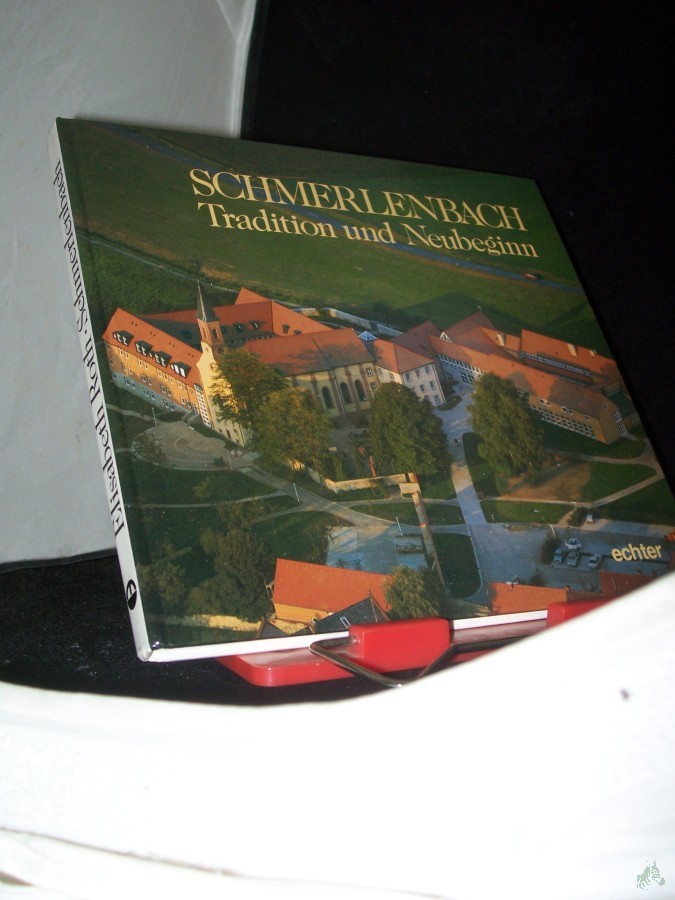 SCHMERLENBACH
Tradition und Neubeginn
echter
Elisabeth Roth · Schmerlenbach